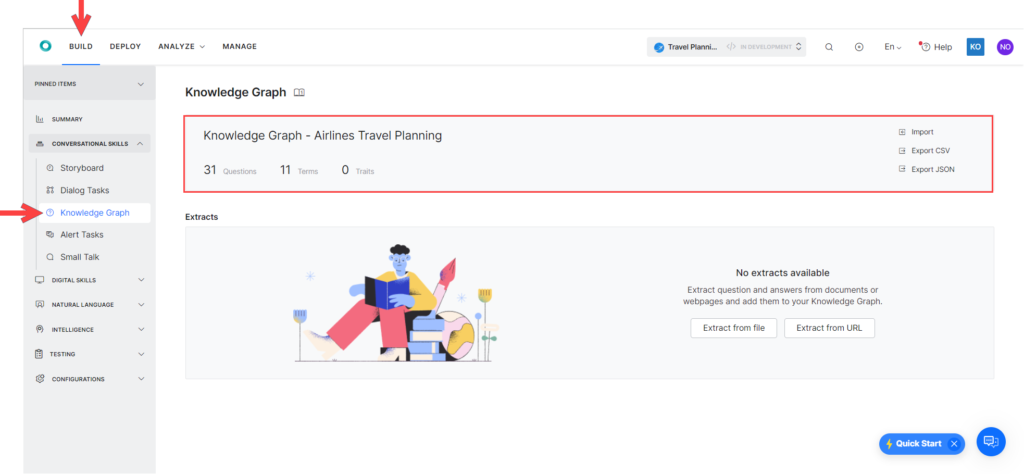 BUILD DEPLOY ANALYZE MANAGE Travel Planni... IN DEVELOPMENT En Help KO NO
PINNED ITEMS
SUMMARY
CONVERSATIONAL SKILLS
Storyboard
Dialog Tasks
Knowledge Graph
Alert Tasks
Small Talk
DIGITAL SKILLS
NATURAL LANGUAGE
INTELLIGENCE
TESTING
CONFIGURATIONS
Knowledge Graph
Knowledge Graph - Airlines Travel Planning
31 Questions 11 Terms 0 Traits
Import
Export CSV
Export JSON
Extracts
No extracts available
Extract question and answers from documents or
webpages and add them to your Knowledge Graph.
Extract from file Extract from URL
Quick Start